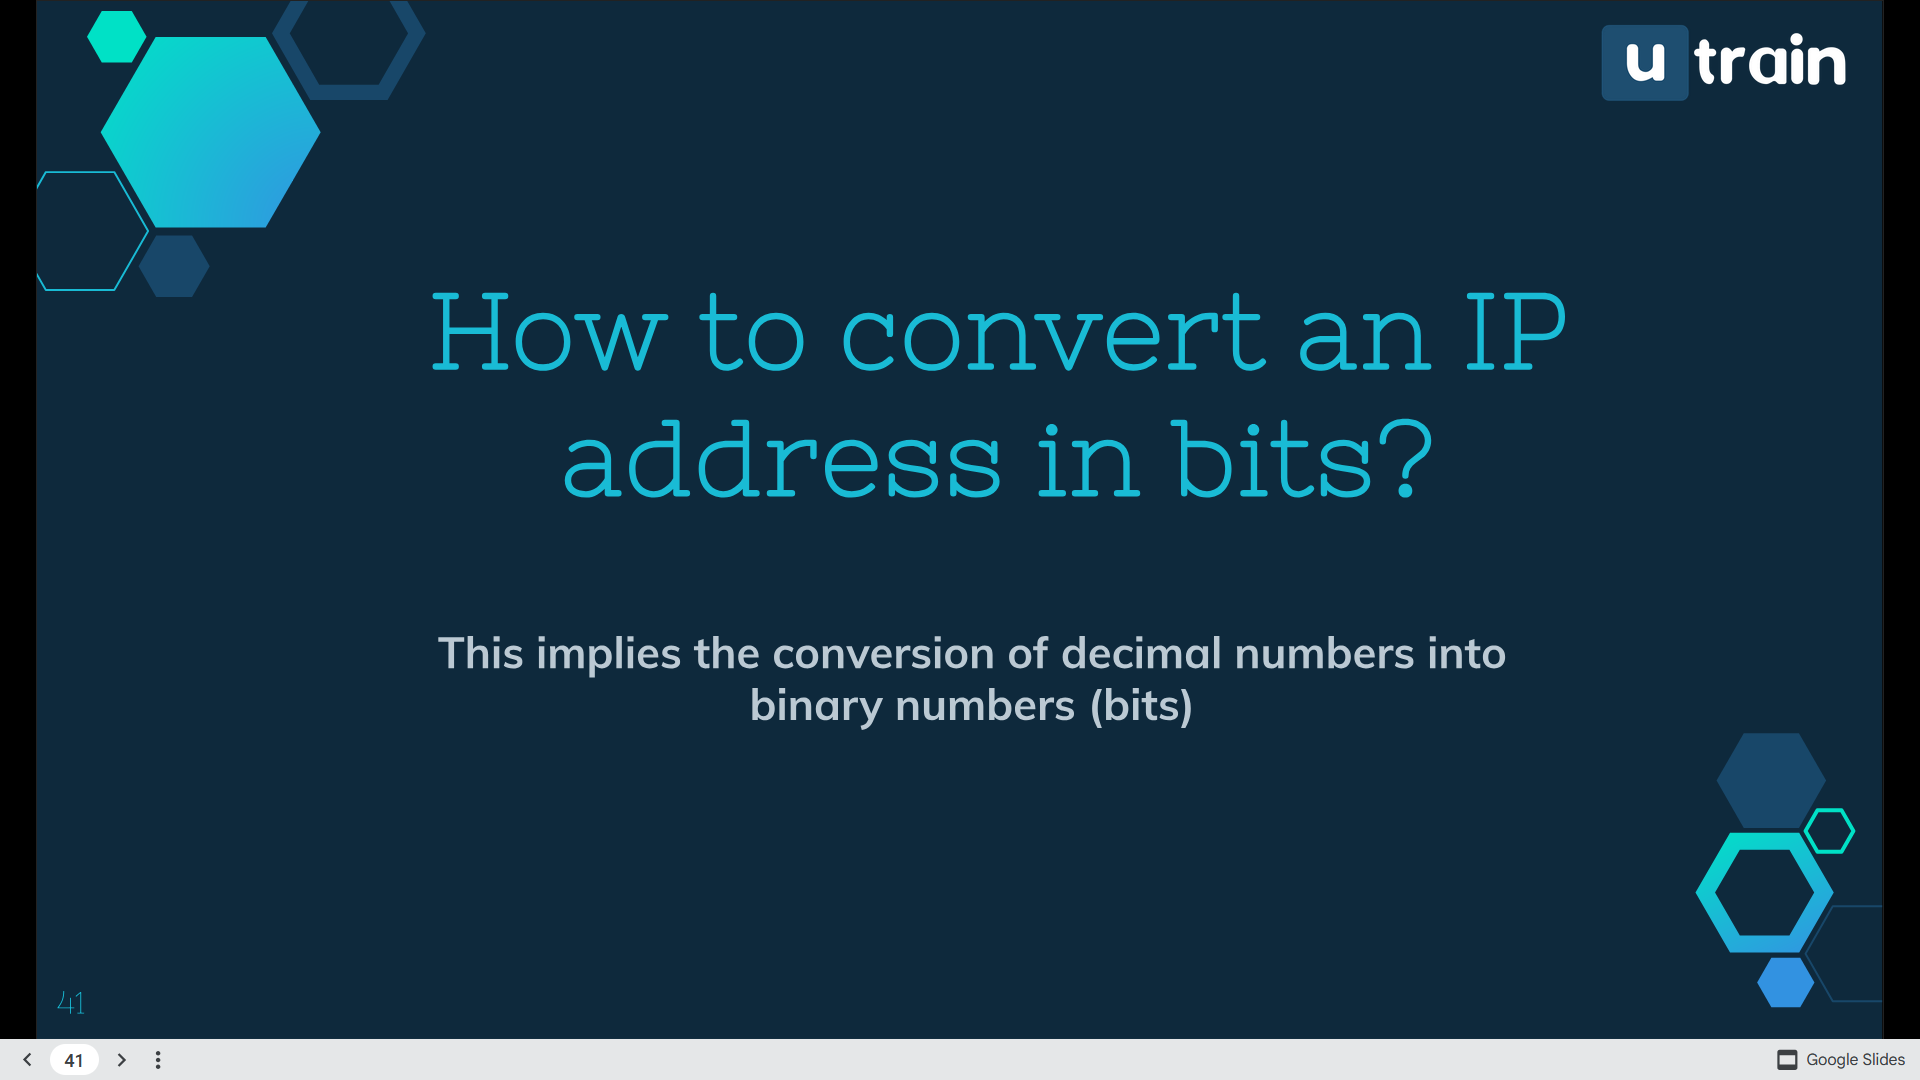 u train
How to convert an IP
address in bits?
This implies the conversion of decimal numbers into
binary numbers (bits)
41
41
Google Slides